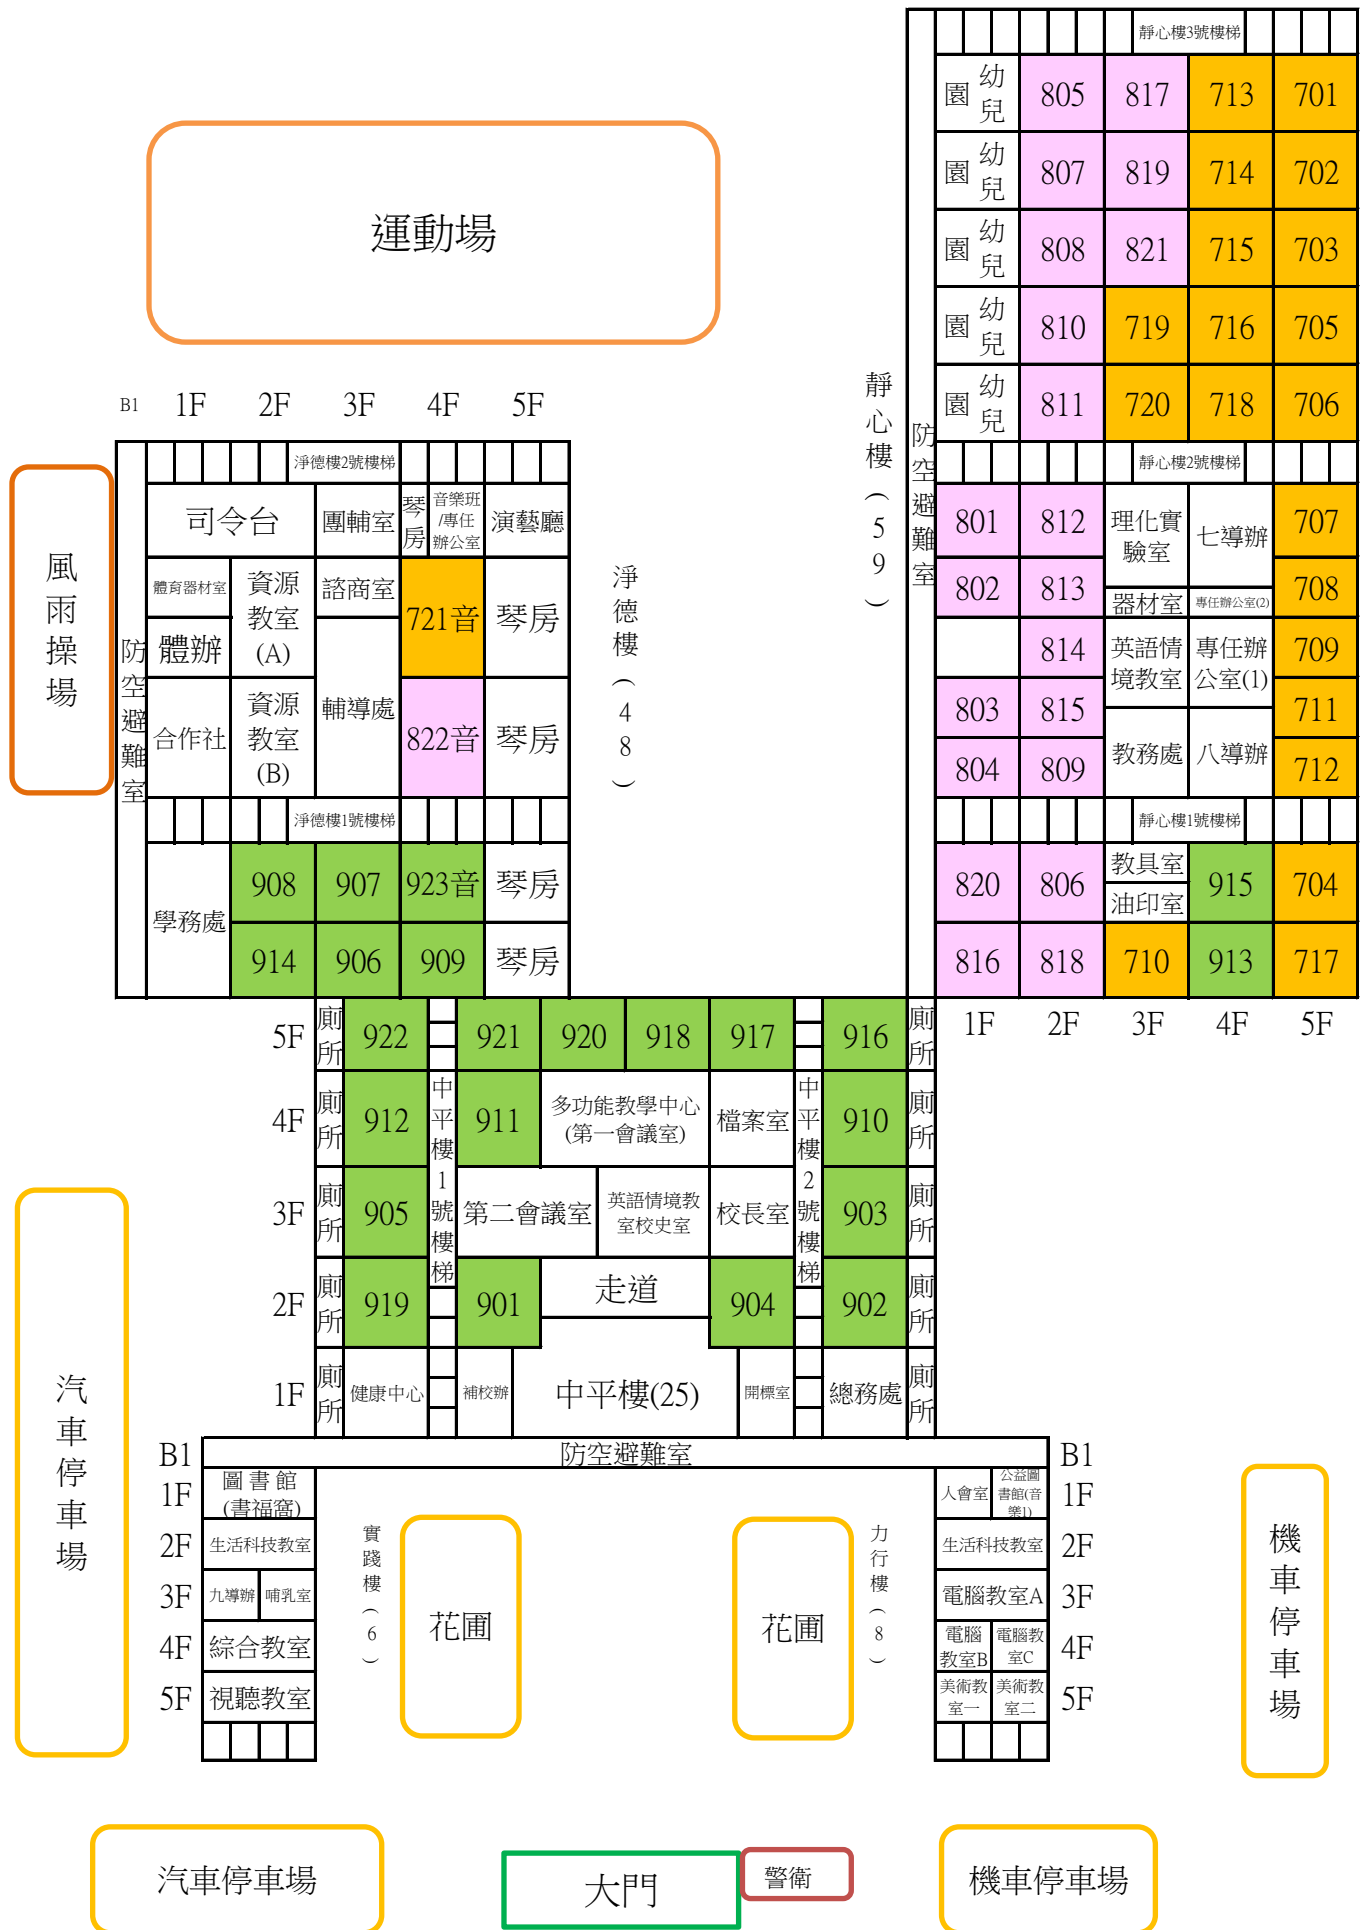 靜心樓3號樓梯
幼兒園 805 817 713 701
幼兒園 807 819 714 702
幼兒園 808 821 715 703
幼兒園 810 719 716 705
幼兒園 811 720 718 706
運動場
靜心樓(59)
防空避難室
靜心樓2號樓梯
801 812 理化實驗室 七導辦 707
802 813 器材室 專任辦公室(2) 708
814 英語情境教室 專任辦公室(1) 709
803 815 711
804 809 教務處 八導辦 712
靜心樓1號樓梯
820 806 教具室 915 704
油印室
816 818 710 913 717
1F 2F 3F 4F 5F
B1 1F 2F 3F 4F 5F
風雨操場
防空避難室
淨德樓(48)
淨德樓2號樓梯
司令台 團輔室 琴房 音樂班/專任辦公室 演藝廳
體育器材室 資源教室(A) 諮商室 721音 琴房
體辦
合作社 資源教室(B) 輔導處 822音 琴房
淨德樓1號樓梯
學務處 908 907 923音 琴房
914 906 909 琴房
5F 廁所 922 921 920 918 917 916 廁所
中平樓1號樓梯
中平樓2號樓梯
4F 廁所 912 911 多功能教學中心(第一會議室) 檔案室 910 廁所
3F 廁所 905 第二會議室 英語情境教室校史室 校長室 903 廁所
2F 廁所 919 901 走道 904 902 廁所
1F 廁所 健康中心 補校辦 中平樓(25) 開標室 總務處 廁所
B1 防空避難室 B1
汽車停車場
1F 圖書館(書福窩)
2F 生活科技教室
3F 九導辦 哺乳室
4F 綜合教室
5F 視聽教室
實踐樓(6)
花圃
花圃
力行樓(8)
人會室 公益圖書館(音樂1) 1F
生活科技教室 2F
電腦教室A 3F
電腦教室B 電腦教室C 4F
美術教室一 美術教室二 5F
機車停車場
汽車停車場
大門
警衛
機車停車場